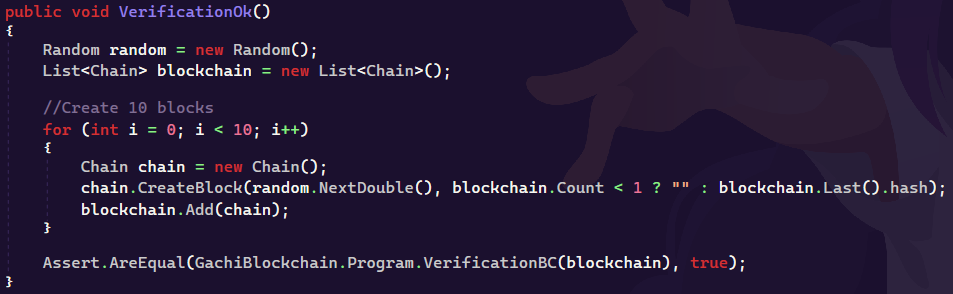 public void VerificationOk()
{
    Random random = new Random();
    List<Chain> blockchain = new List<Chain>();

    //Create 10 blocks
    for (int i = 0; i < 10; i++)
    {
        Chain chain = new Chain();
        chain.CreateBlock(random.NextDouble(), blockchain.Count < 1 ? "" : blockchain.Last().hash);
        blockchain.Add(chain);
    }

    Assert.AreEqual(GachiBlockchain.Program.VerificationBC(blockchain), true);
}